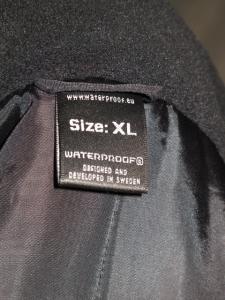 www.waterproof.eu
Size: XL
WATERPROOF®
DESIGNED AND
DEVELOPED IN SWEDEN